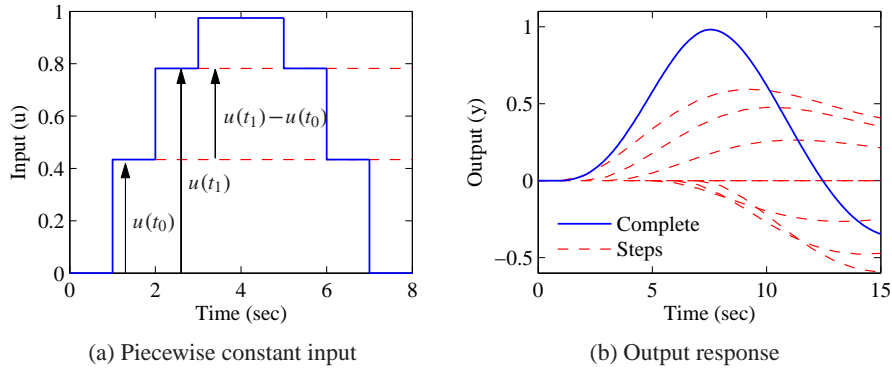 1
0.8
0.6
0.4
0.2
0
Input (u)
0 2 4 6 8
Time (sec)
u(t₀)
u(t₁)
u(t₁) – u(t₀)
(a) Piecewise constant input
1
0.5
0
–0.5
Output (y)
0 5 10 15
Time (sec)
Complete
Steps
(b) Output response